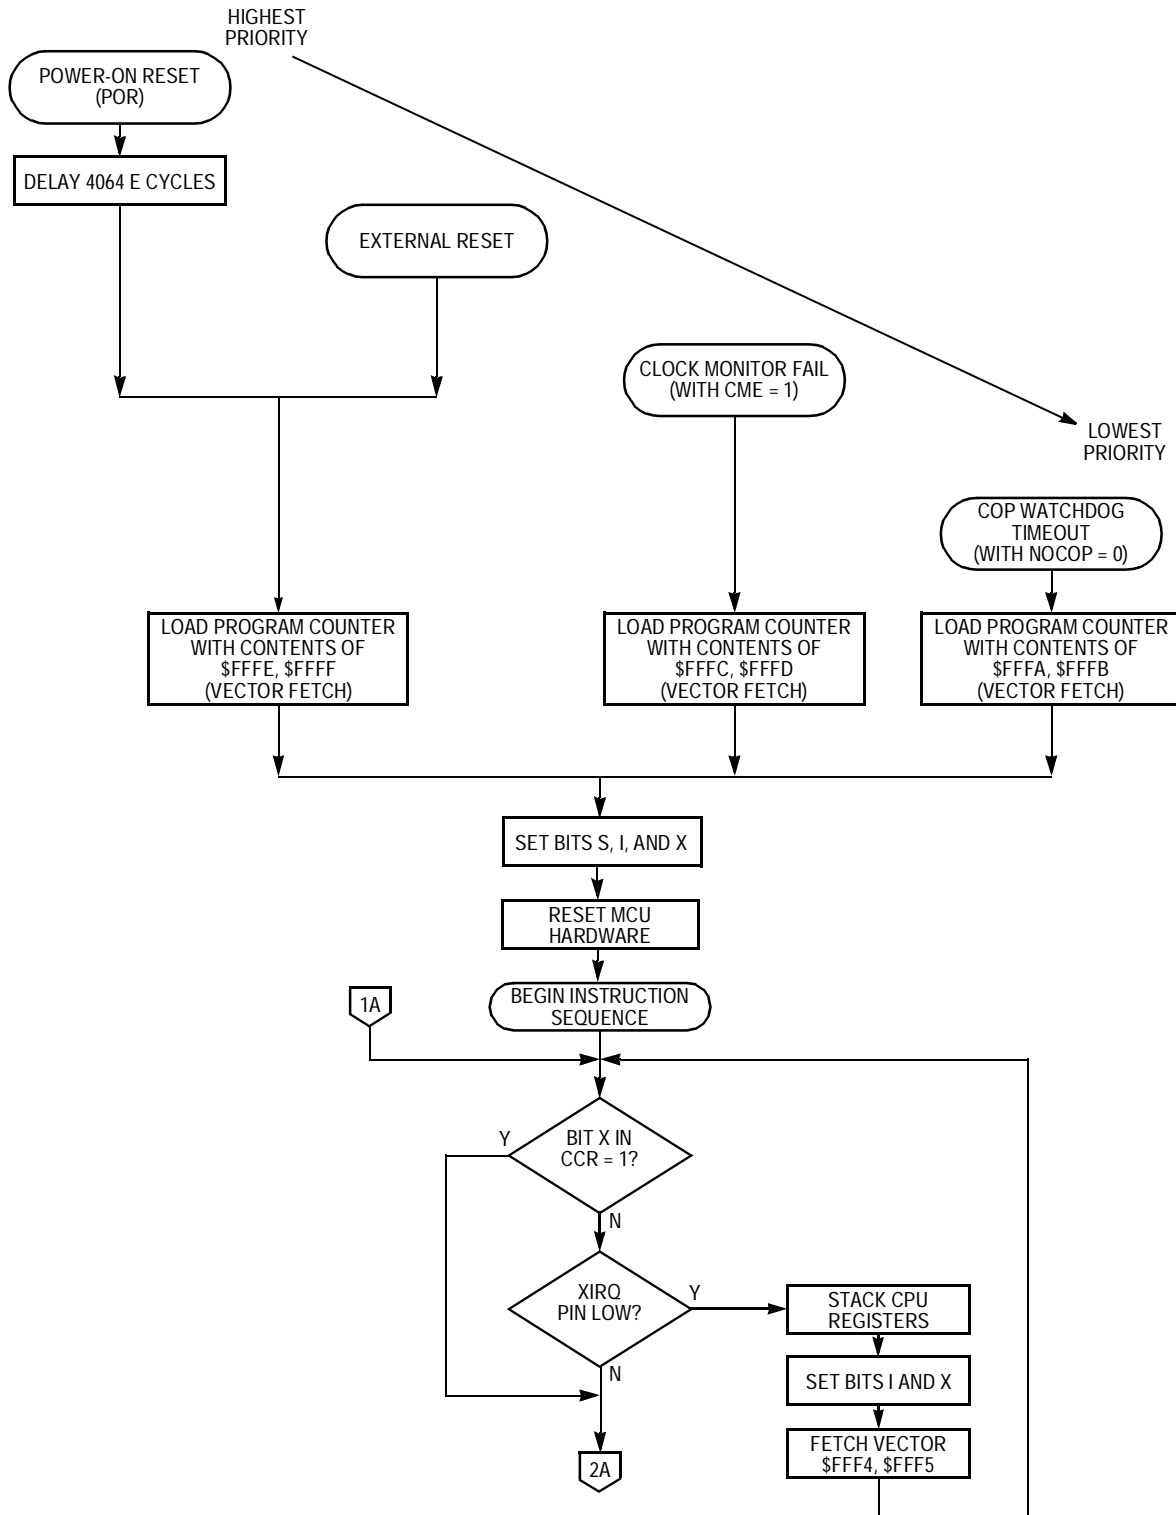 HIGHEST
PRIORITY
POWER-ON RESET
(POR)
DELAY 4064 E CYCLES
EXTERNAL RESET
CLOCK MONITOR FAIL
(WITH CME = 1)
LOWEST
PRIORITY
COP WATCHDOG
TIMEOUT
(WITH NOCOP = 0)
LOAD PROGRAM COUNTER
WITH CONTENTS OF
$FFFE, $FFFF
(VECTOR FETCH)
LOAD PROGRAM COUNTER
WITH CONTENTS OF
$FFFC, $FFFD
(VECTOR FETCH)
LOAD PROGRAM COUNTER
WITH CONTENTS OF
$FFFA, $FFFB
(VECTOR FETCH)
SET BITS S, I, AND X
RESET MCU
HARDWARE
1A
BEGIN INSTRUCTION
SEQUENCE
Y
BIT X IN
CCR = 1?
N
XIRQ
PIN LOW?
Y
STACK CPU
REGISTERS
N
SET BITS I AND X
FETCH VECTOR
$FFF4, $FFF5
2A